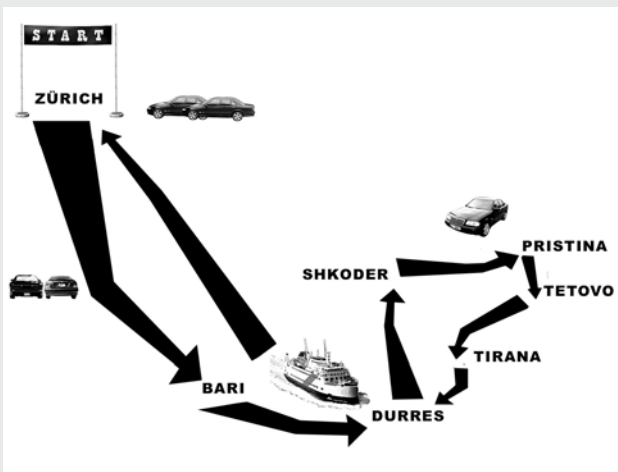 START
ZÜRICH
PRISTINA
SHKODER
TETOVO
TIRANA
BARI
DURRES